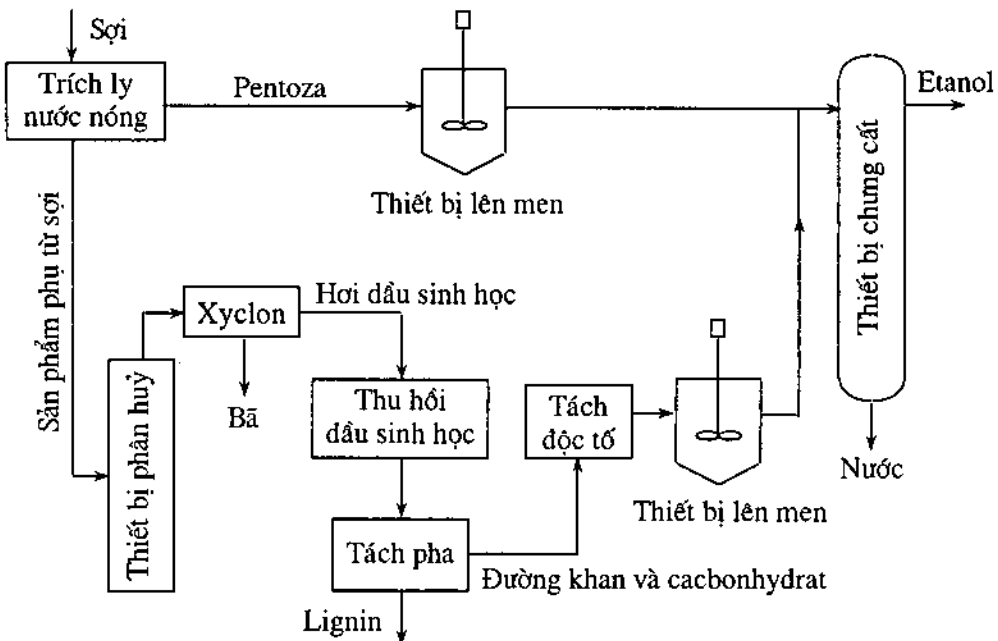 Sợi
Trích ly
nước nóng
Pentoza
Etanol
Thiết bị lên men
Thiết bị chưng cất
Sản phẩm phụ từ sợi
Hơi dầu sinh học
Xyclon
Thiết bị phân huỷ
Bã
Thu hồi
dầu sinh học
Tách
độc tố
Nước
Thiết bị lên men
Tách pha
Đường khan và cacbonhydrat
Lignin